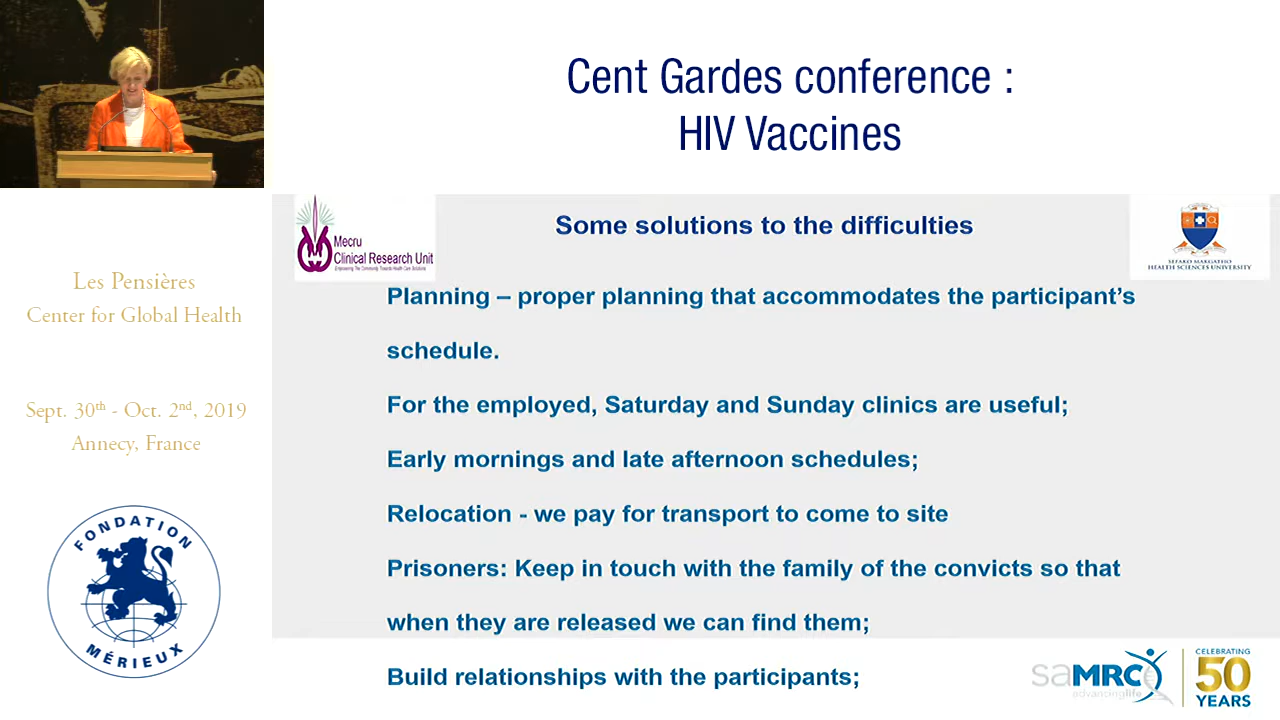 Cent Gardes conference :
HIV Vaccines
Les Pensières
Center for Global Health
Sept. 30th - Oct. 2nd, 2019
Annecy, France
FONDATION
MÉRIEUX
Mecru
Clinical Research Unit
Empowering The Community Towards Health Care Solutions
Some solutions to the difficulties
SEFAKO MAKGATHO
HEALTH SCIENCES UNIVERSITY
Planning – proper planning that accommodates the participant’s
schedule.
For the employed, Saturday and Sunday clinics are useful;
Early mornings and late afternoon schedules;
Relocation - we pay for transport to come to site
Prisoners: Keep in touch with the family of the convicts so that
when they are released we can find them;
Build relationships with the participants;
saMRC
advancinglife
CELEBRATING
50
YEARS